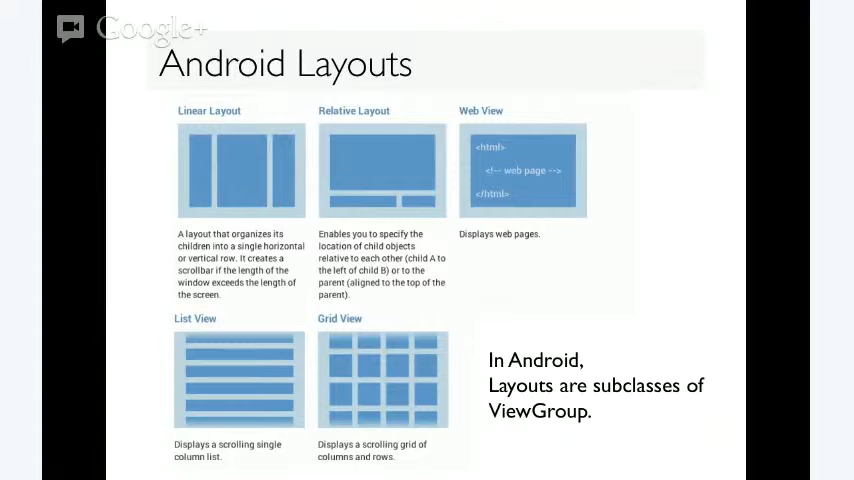 Google+
Android Layouts
Linear Layout
A layout that organizes its
children into a single horizontal
or vertical row. It creates a
scrollbar if the length of the
window exceeds the length of
the screen.
Relative Layout
Enables you to specify the
location of child objects
relative to each other (child A to
the left of child B) or to the
parent (aligned to the top of the
parent).
Web View
<html>
<!-- web page -->
</html>
Displays web pages.
List View
Displays a scrolling single
column list.
Grid View
Displays a scrolling grid of
columns and rows.
In Android,
Layouts are subclasses of
ViewGroup.